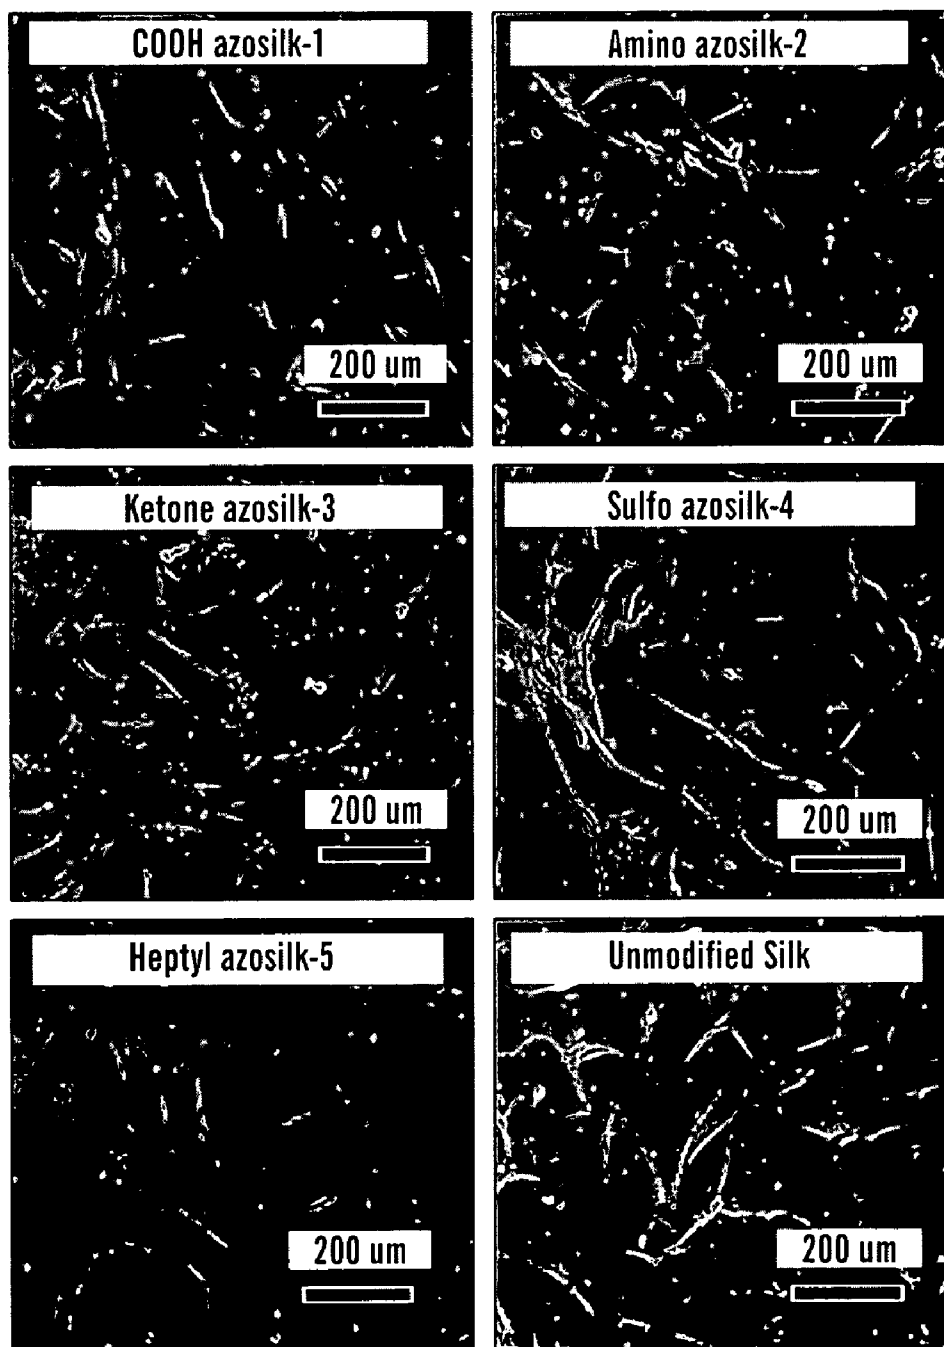 COOH azosilk-1
Amino azosilk-2
200 um
200 um
Ketone azosilk-3
Sulfo azosilk-4
200 um
200 um
Heptyl azosilk-5
Unmodified Silk
200 um
200 um